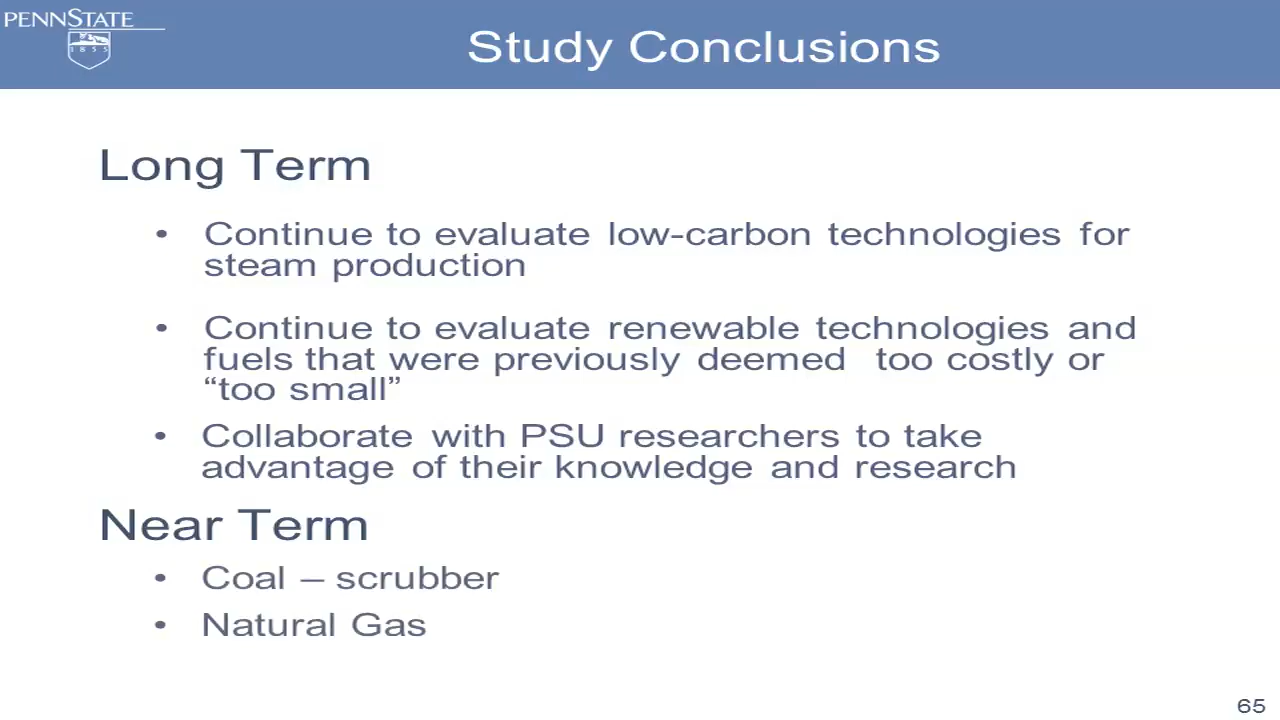 PENNSTATE
1855
Study Conclusions
Long Term
• Continue to evaluate low-carbon technologies for
steam production
• Continue to evaluate renewable technologies and
fuels that were previously deemed too costly or
“too small”
• Collaborate with PSU researchers to take
advantage of their knowledge and research
Near Term
• Coal – scrubber
• Natural Gas
65